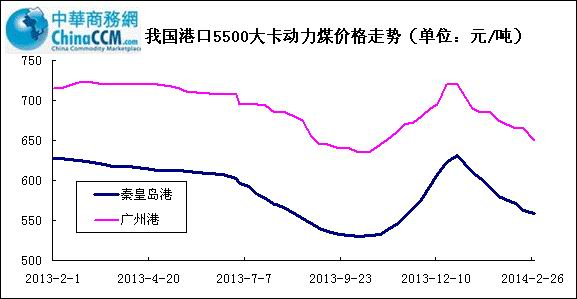 中華商務網
ChinaCCM.com
China Commodity Marketplace
我国港口5500大卡动力煤价格走势（单位：元/吨）
750
700
650
600
550
500
秦皇岛港
广州港
2013-2-1
2013-4-20
2013-7-7
2013-9-23
2013-12-10
2014-2-26